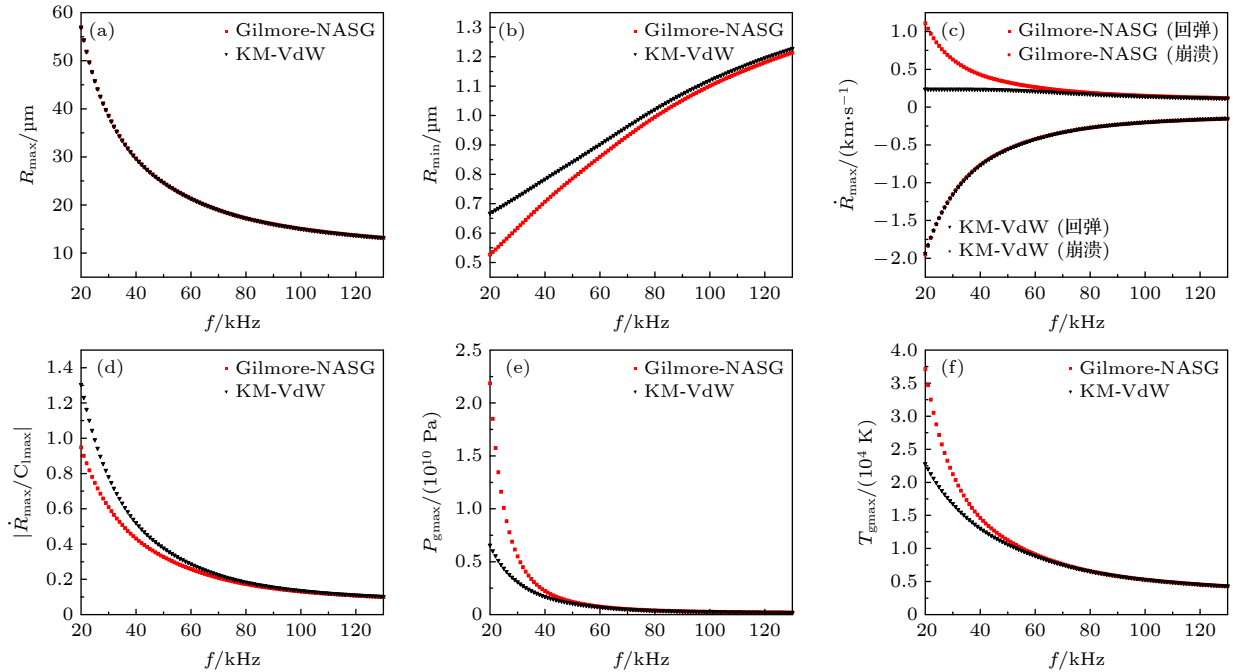 (a)
Gilmore-NASG
KM-VdW
60
50
40
30
20
10
R_max/µm
20 40 60 80 100 120
f/kHz
(b)
Gilmore-NASG
KM-VdW
1.3
1.2
1.1
1.0
0.9
0.8
0.7
0.6
0.5
R_min/µm
20 40 60 80 100 120
f/kHz
(c)
Gilmore-NASG (回弹)
Gilmore-NASG (崩溃)
1.0
0.5
0
−0.5
−1.0
−1.5
−2.0
Ṙ_max/(km·s⁻¹)
KM-VdW (回弹)
KM-VdW (崩溃)
20 40 60 80 100 120
f/kHz
(d)
Gilmore-NASG
KM-VdW
1.4
1.2
1.0
0.8
0.6
0.4
0.2
0
|Ṙ_max/C_lmax|
20 40 60 80 100 120
f/kHz
(e)
Gilmore-NASG
KM-VdW
2.5
2.0
1.5
1.0
0.5
0
P_gmax/(10¹⁰ Pa)
20 40 60 80 100 120
f/kHz
(f)
Gilmore-NASG
KM-VdW
4.0
3.5
3.0
2.5
2.0
1.5
1.0
0.5
0
T_gmax/(10⁴ K)
20 40 60 80 100 120
f/kHz